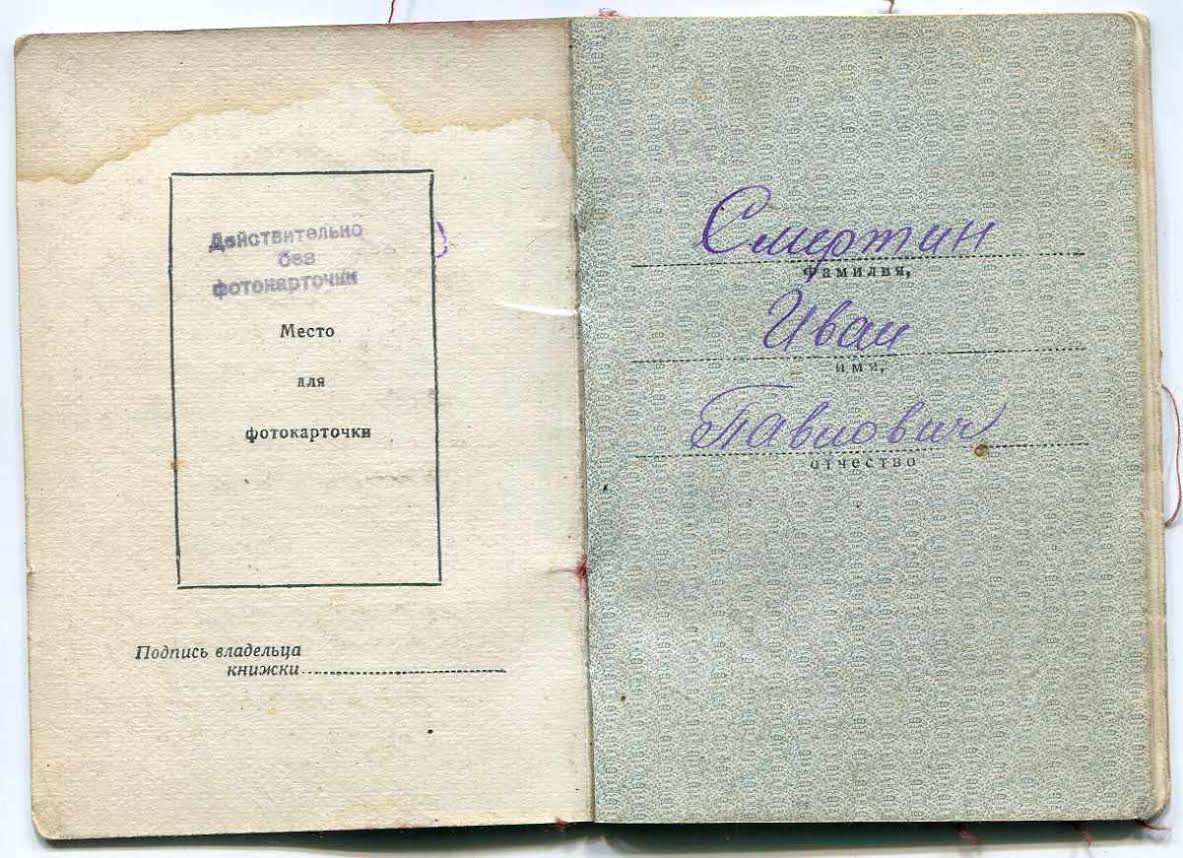 Действительно
без
фотокарточки
Место
для
фотокарточки
Подпись владельца
книжки
Смертин
фамилия,
Иван
имя,
Павлович
отчество